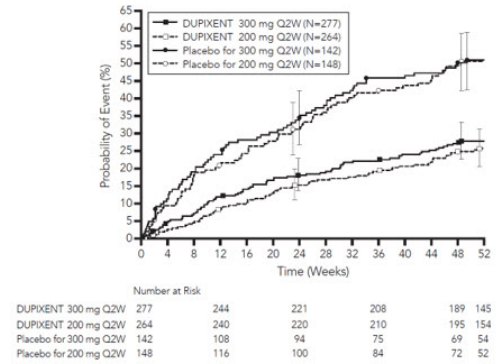 65
60
55
50
45
40
35
30
25
20
15
10
5
0
Probability of Event (%)
DUPIXENT 300 mg Q2W (N=277)
DUPIXENT 200 mg Q2W (N=264)
Placebo for 300 mg Q2W (N=142)
Placebo for 200 mg Q2W (N=148)
0 4 8 12 16 20 24 28 32 36 40 44 48 52
Time (Weeks)
Number at Risk
DUPIXENT 300 mg Q2W 277 244 221 208 189 145
DUPIXENT 200 mg Q2W 264 240 220 210 195 154
Placebo for 300 mg Q2W 142 108 94 75 69 54
Placebo for 200 mg Q2W 148 116 100 84 72 52